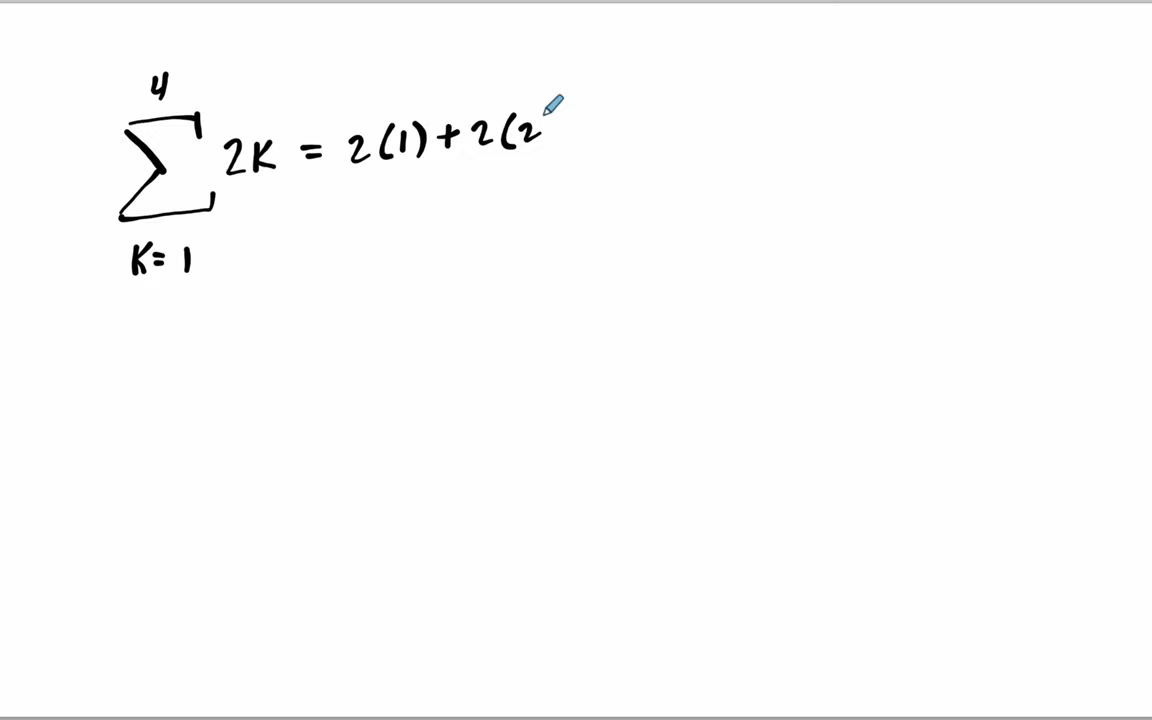 4
∑ 2K = 2(1) + 2(2
K = 1